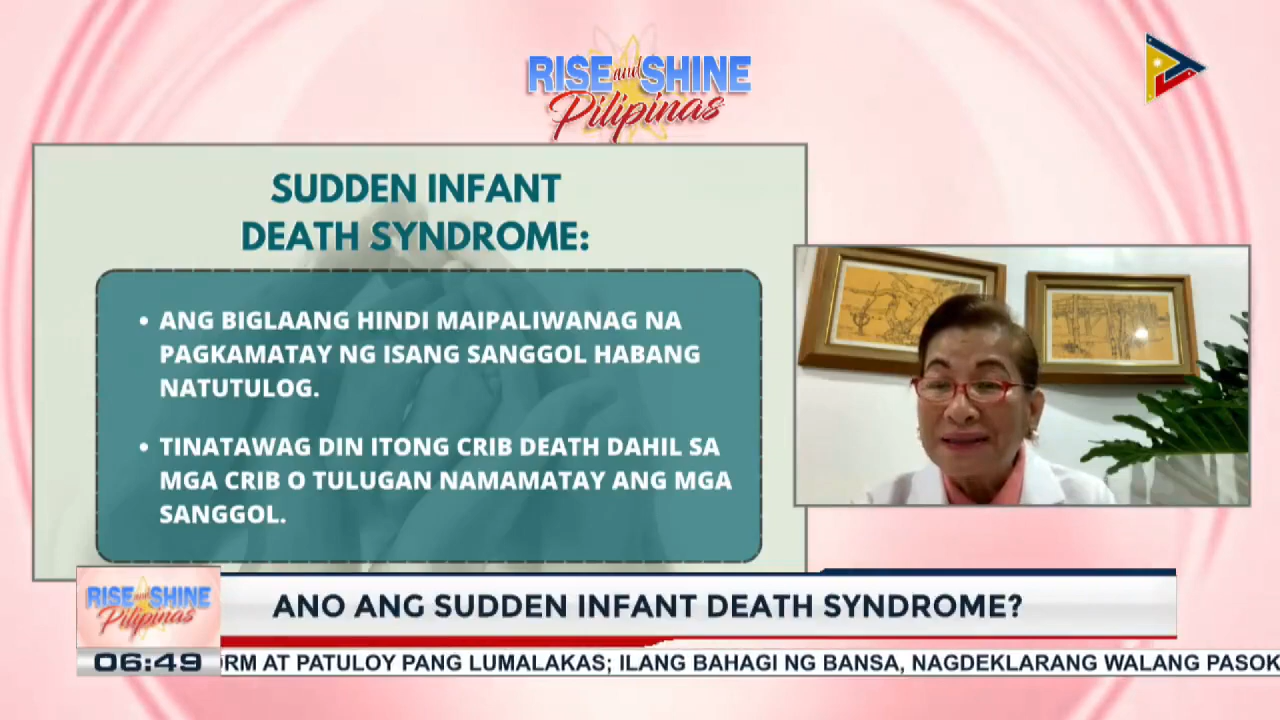 RISE and SHINE
Pilipinas
SUDDEN INFANT
DEATH SYNDROME:
• ANG BIGLAANG HINDI MAIPALIWANAG NA
PAGKAMATAY NG ISANG SANGGOL HABANG
NATUTULOG.
• TINATAWAG DIN ITONG CRIB DEATH DAHIL SA
MGA CRIB O TULUGAN NAMAMATAY ANG MGA
SANGGOL.
RISE and SHINE
Pilipinas
ANO ANG SUDDEN INFANT DEATH SYNDROME?
06:49
ORM AT PATULOY PANG LUMALAKAS; ILANG BAHAGI NG BANSA, NAGDEKLARANG WALANG PASOK